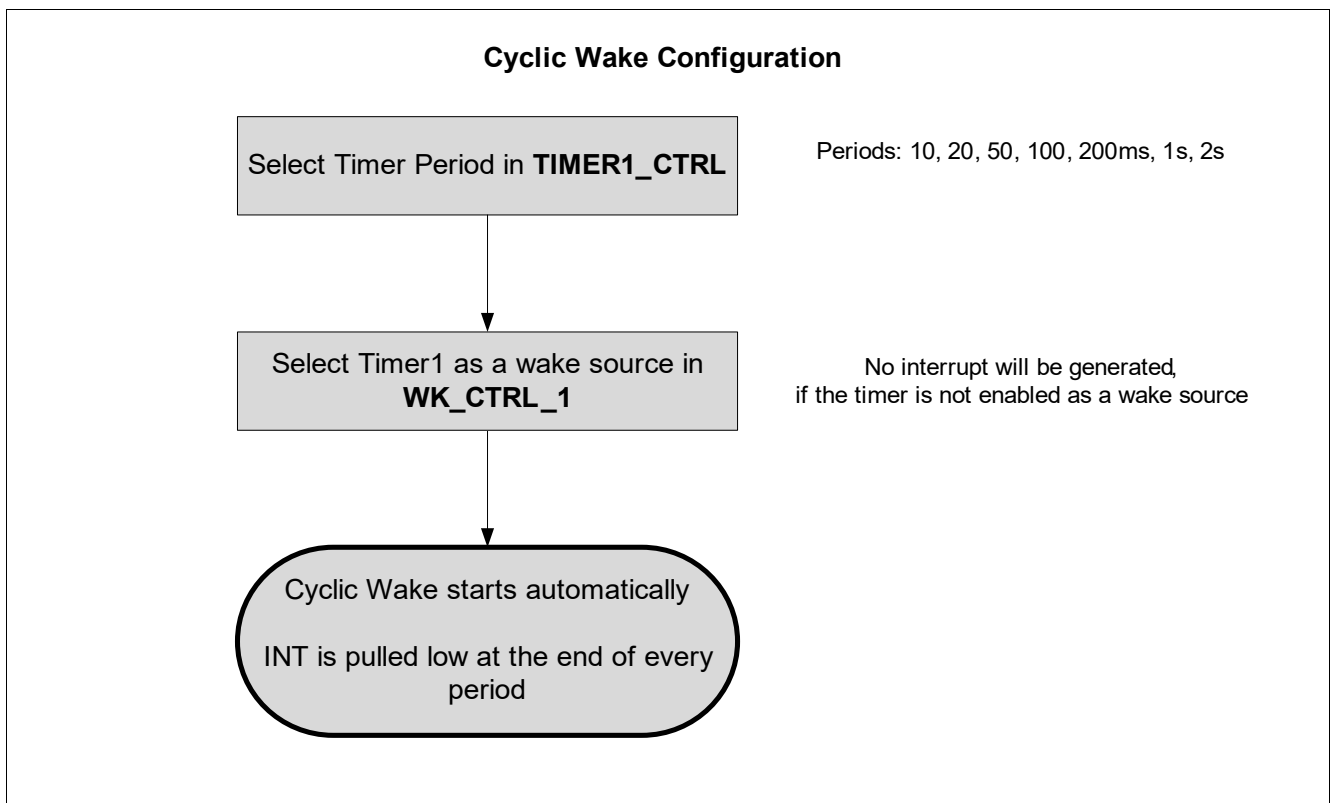 Cyclic Wake Configuration
Select Timer Period in TIMER1_CTRL
Periods: 10, 20, 50, 100, 200ms, 1s, 2s
Select Timer1 as a wake source in
WK_CTRL_1
No interrupt will be generated,
if the timer is not enabled as a wake source
Cyclic Wake starts automatically
INT is pulled low at the end of every
period